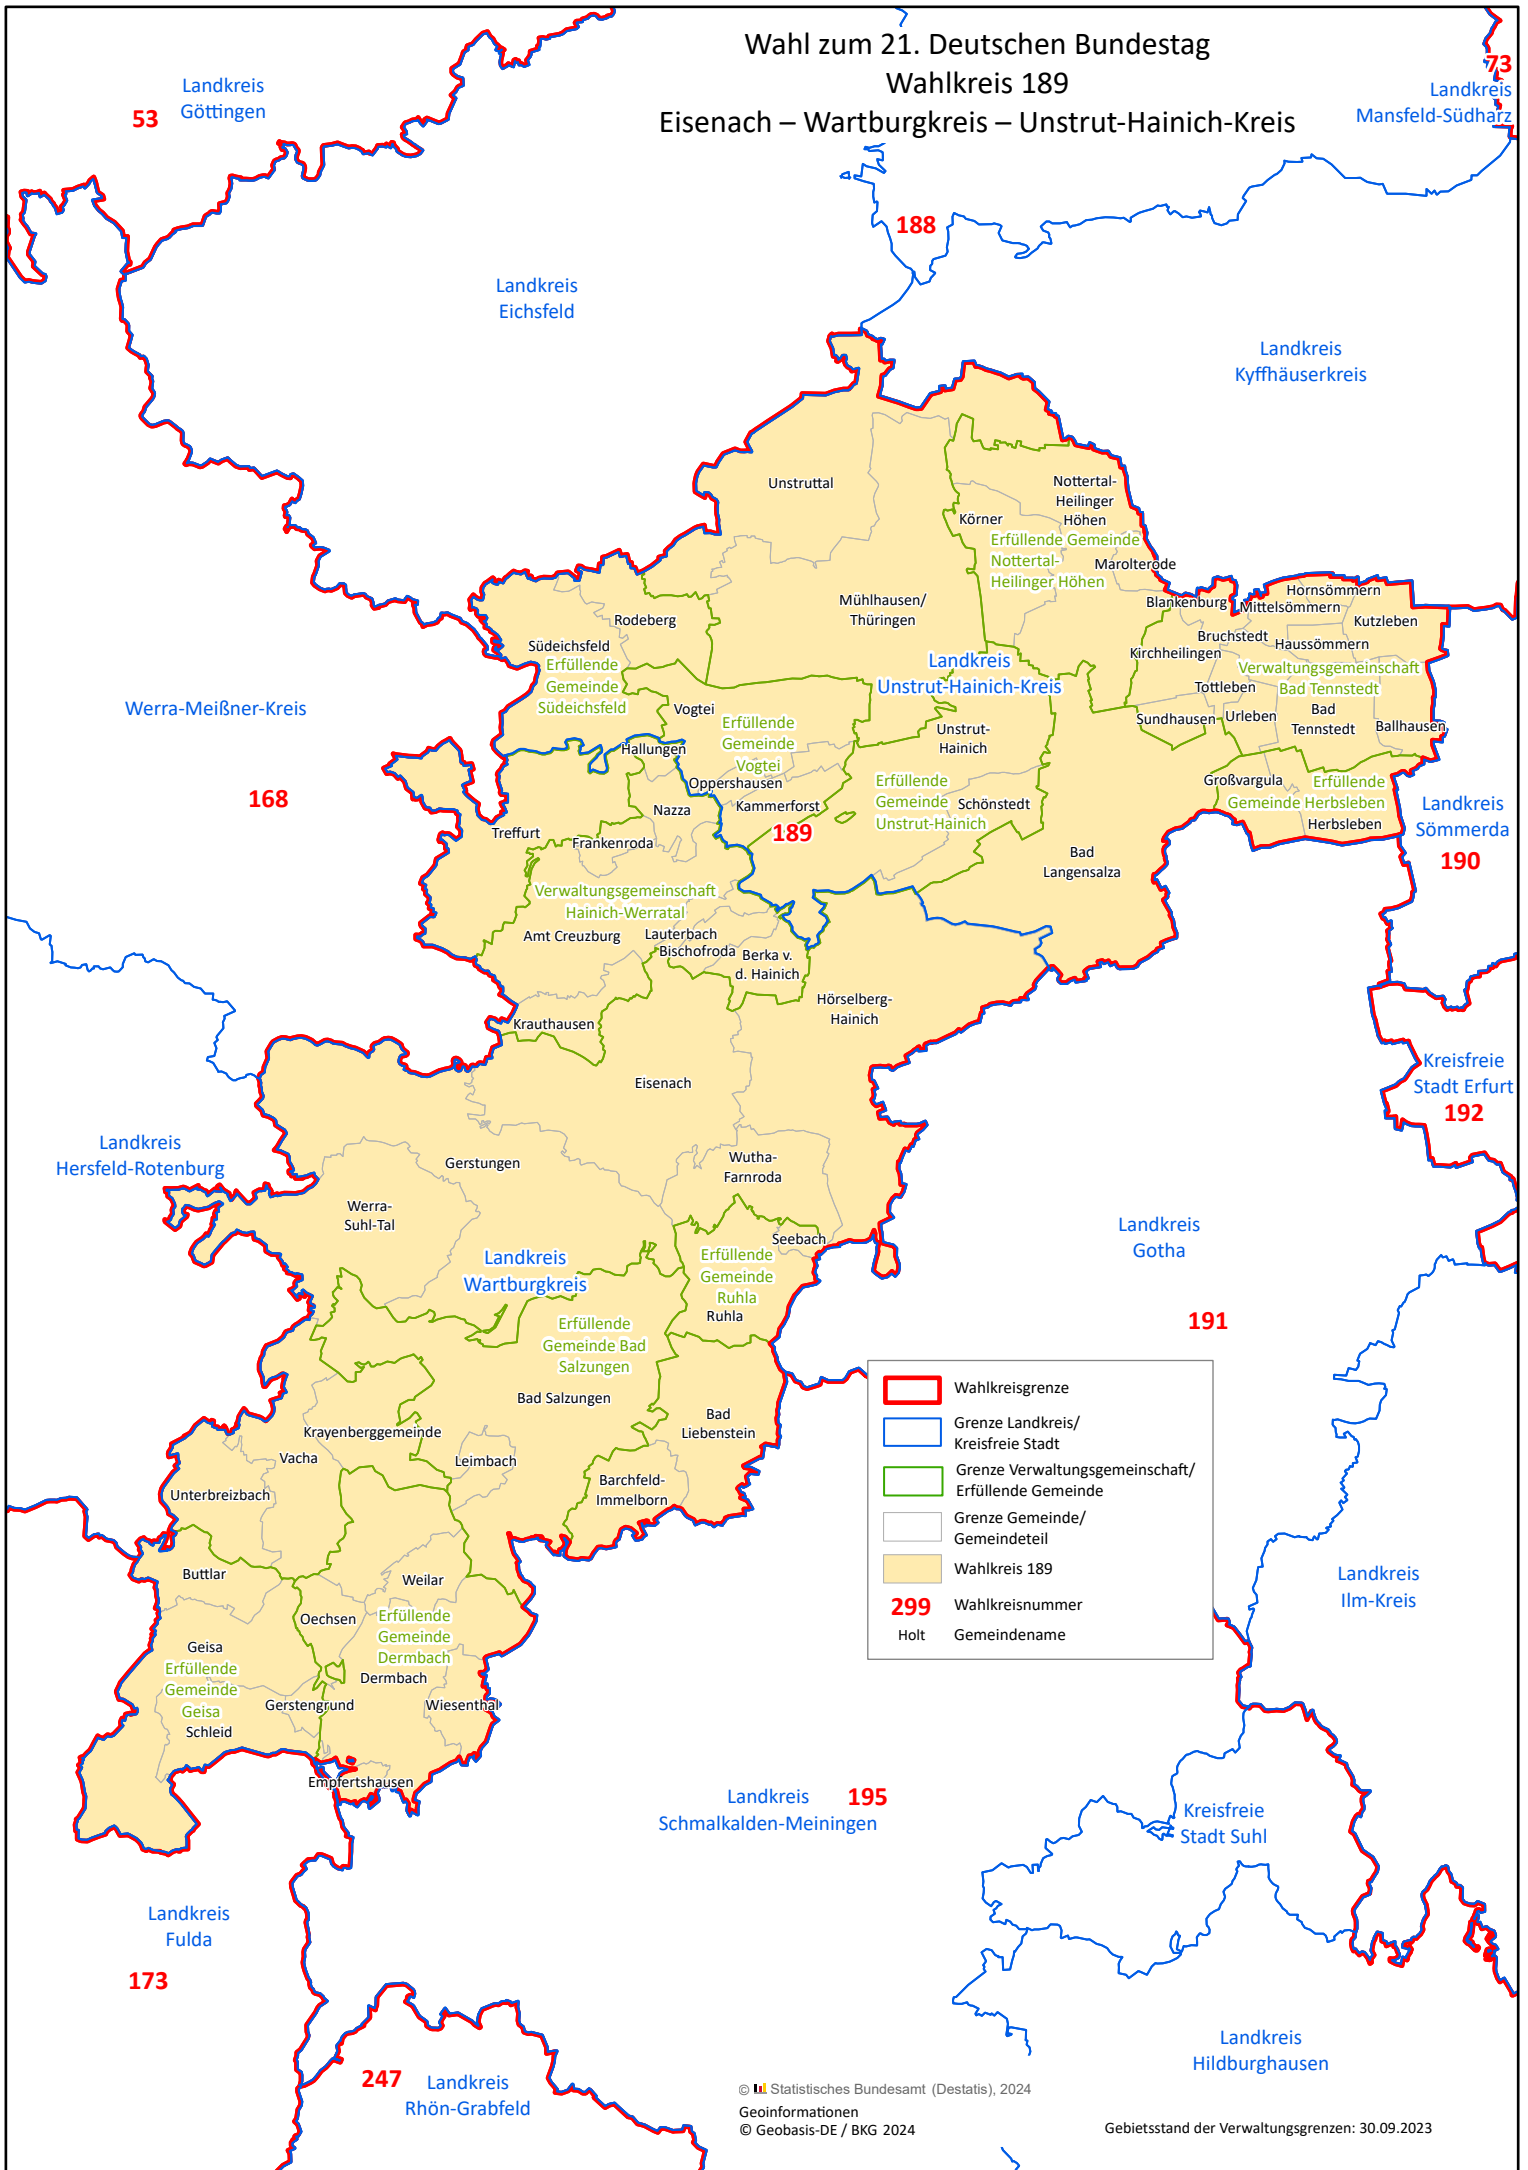 Wahl zum 21. Deutschen Bundestag
Wahlkreis 189
Eisenach – Wartburgkreis – Unstrut-Hainich-Kreis
73
Landkreis
Mansfeld-Südharz
Landkreis
Göttingen
53
188
Landkreis
Eichsfeld
Landkreis
Kyffhäuserkreis
Unstruttal
Nottertal-
Heilinger
Höhen
Körner
Erfüllende Gemeinde
Nottertal-
Heilinger Höhen
Marolterode
Mühlhausen/
Thüringen
Blankenburg
Hornsömmern
Mittelsömmern
Kutzleben
Bruchstedt
Haussömmern
Kirchheilingen
Verwaltungsgemeinschaft
Bad Tennstedt
Tottleben
Bad
Tennstedt
Sundhausen
Urleben
Ballhausen
Rodeberg
Südeichsfeld
Erfüllende
Gemeinde
Südeichsfeld
Landkreis
Unstrut-Hainich-Kreis
Werra-Meißner-Kreis
168
Vogtei
Erfüllende
Gemeinde
Vogtei
Unstrut-
Hainich
Hallungen
Oppershausen
Kammerforst
189
Erfüllende
Gemeinde
Unstrut-Hainich
Schönstedt
Großvargula
Erfüllende
Gemeinde Herbsleben
Herbsleben
Landkreis
Sömmerda
190
Nazza
Treffurt
Frankenroda
Bad
Langensalza
Verwaltungsgemeinschaft
Hainich-Werratal
Amt Creuzburg
Lauterbach
Bischofroda
Berka v.
d. Hainich
Hörselberg-
Hainich
Krauthausen
Eisenach
Kreisfreie
Stadt Erfurt
192
Landkreis
Hersfeld-Rotenburg
Gerstungen
Wutha-
Farnroda
Werra-
Suhl-Tal
Seebach
Landkreis
Wartburgkreis
Erfüllende
Gemeinde
Ruhla
Ruhla
Landkreis
Gotha
191
Erfüllende
Gemeinde Bad
Salzungen
Bad Salzungen
Bad
Liebenstein
Krayenberggemeinde
Vacha
Leimbach
Barchfeld-
Immelborn
Unterbreizbach
Wahlkreisgrenze
Grenze Landkreis/
Kreisfreie Stadt
Grenze Verwaltungsgemeinschaft/
Erfüllende Gemeinde
Grenze Gemeinde/
Gemeindeteil
Wahlkreis 189
299 Wahlkreisnummer
Holt Gemeindename
Buttlar
Weilar
Oechsen
Erfüllende
Gemeinde
Dermbach
Dermbach
Geisa
Erfüllende
Gemeinde
Geisa
Schleid
Gerstengrund
Wiesenthal
Empfertshausen
Landkreis
Ilm-Kreis
Landkreis
Schmalkalden-Meiningen
195
Kreisfreie
Stadt Suhl
Landkreis
Fulda
173
Landkreis
Hildburghausen
247
Landkreis
Rhön-Grabfeld
© Statistisches Bundesamt (Destatis), 2024
Geoinformationen
© Geobasis-DE / BKG 2024
Gebietsstand der Verwaltungsgrenzen: 30.09.2023